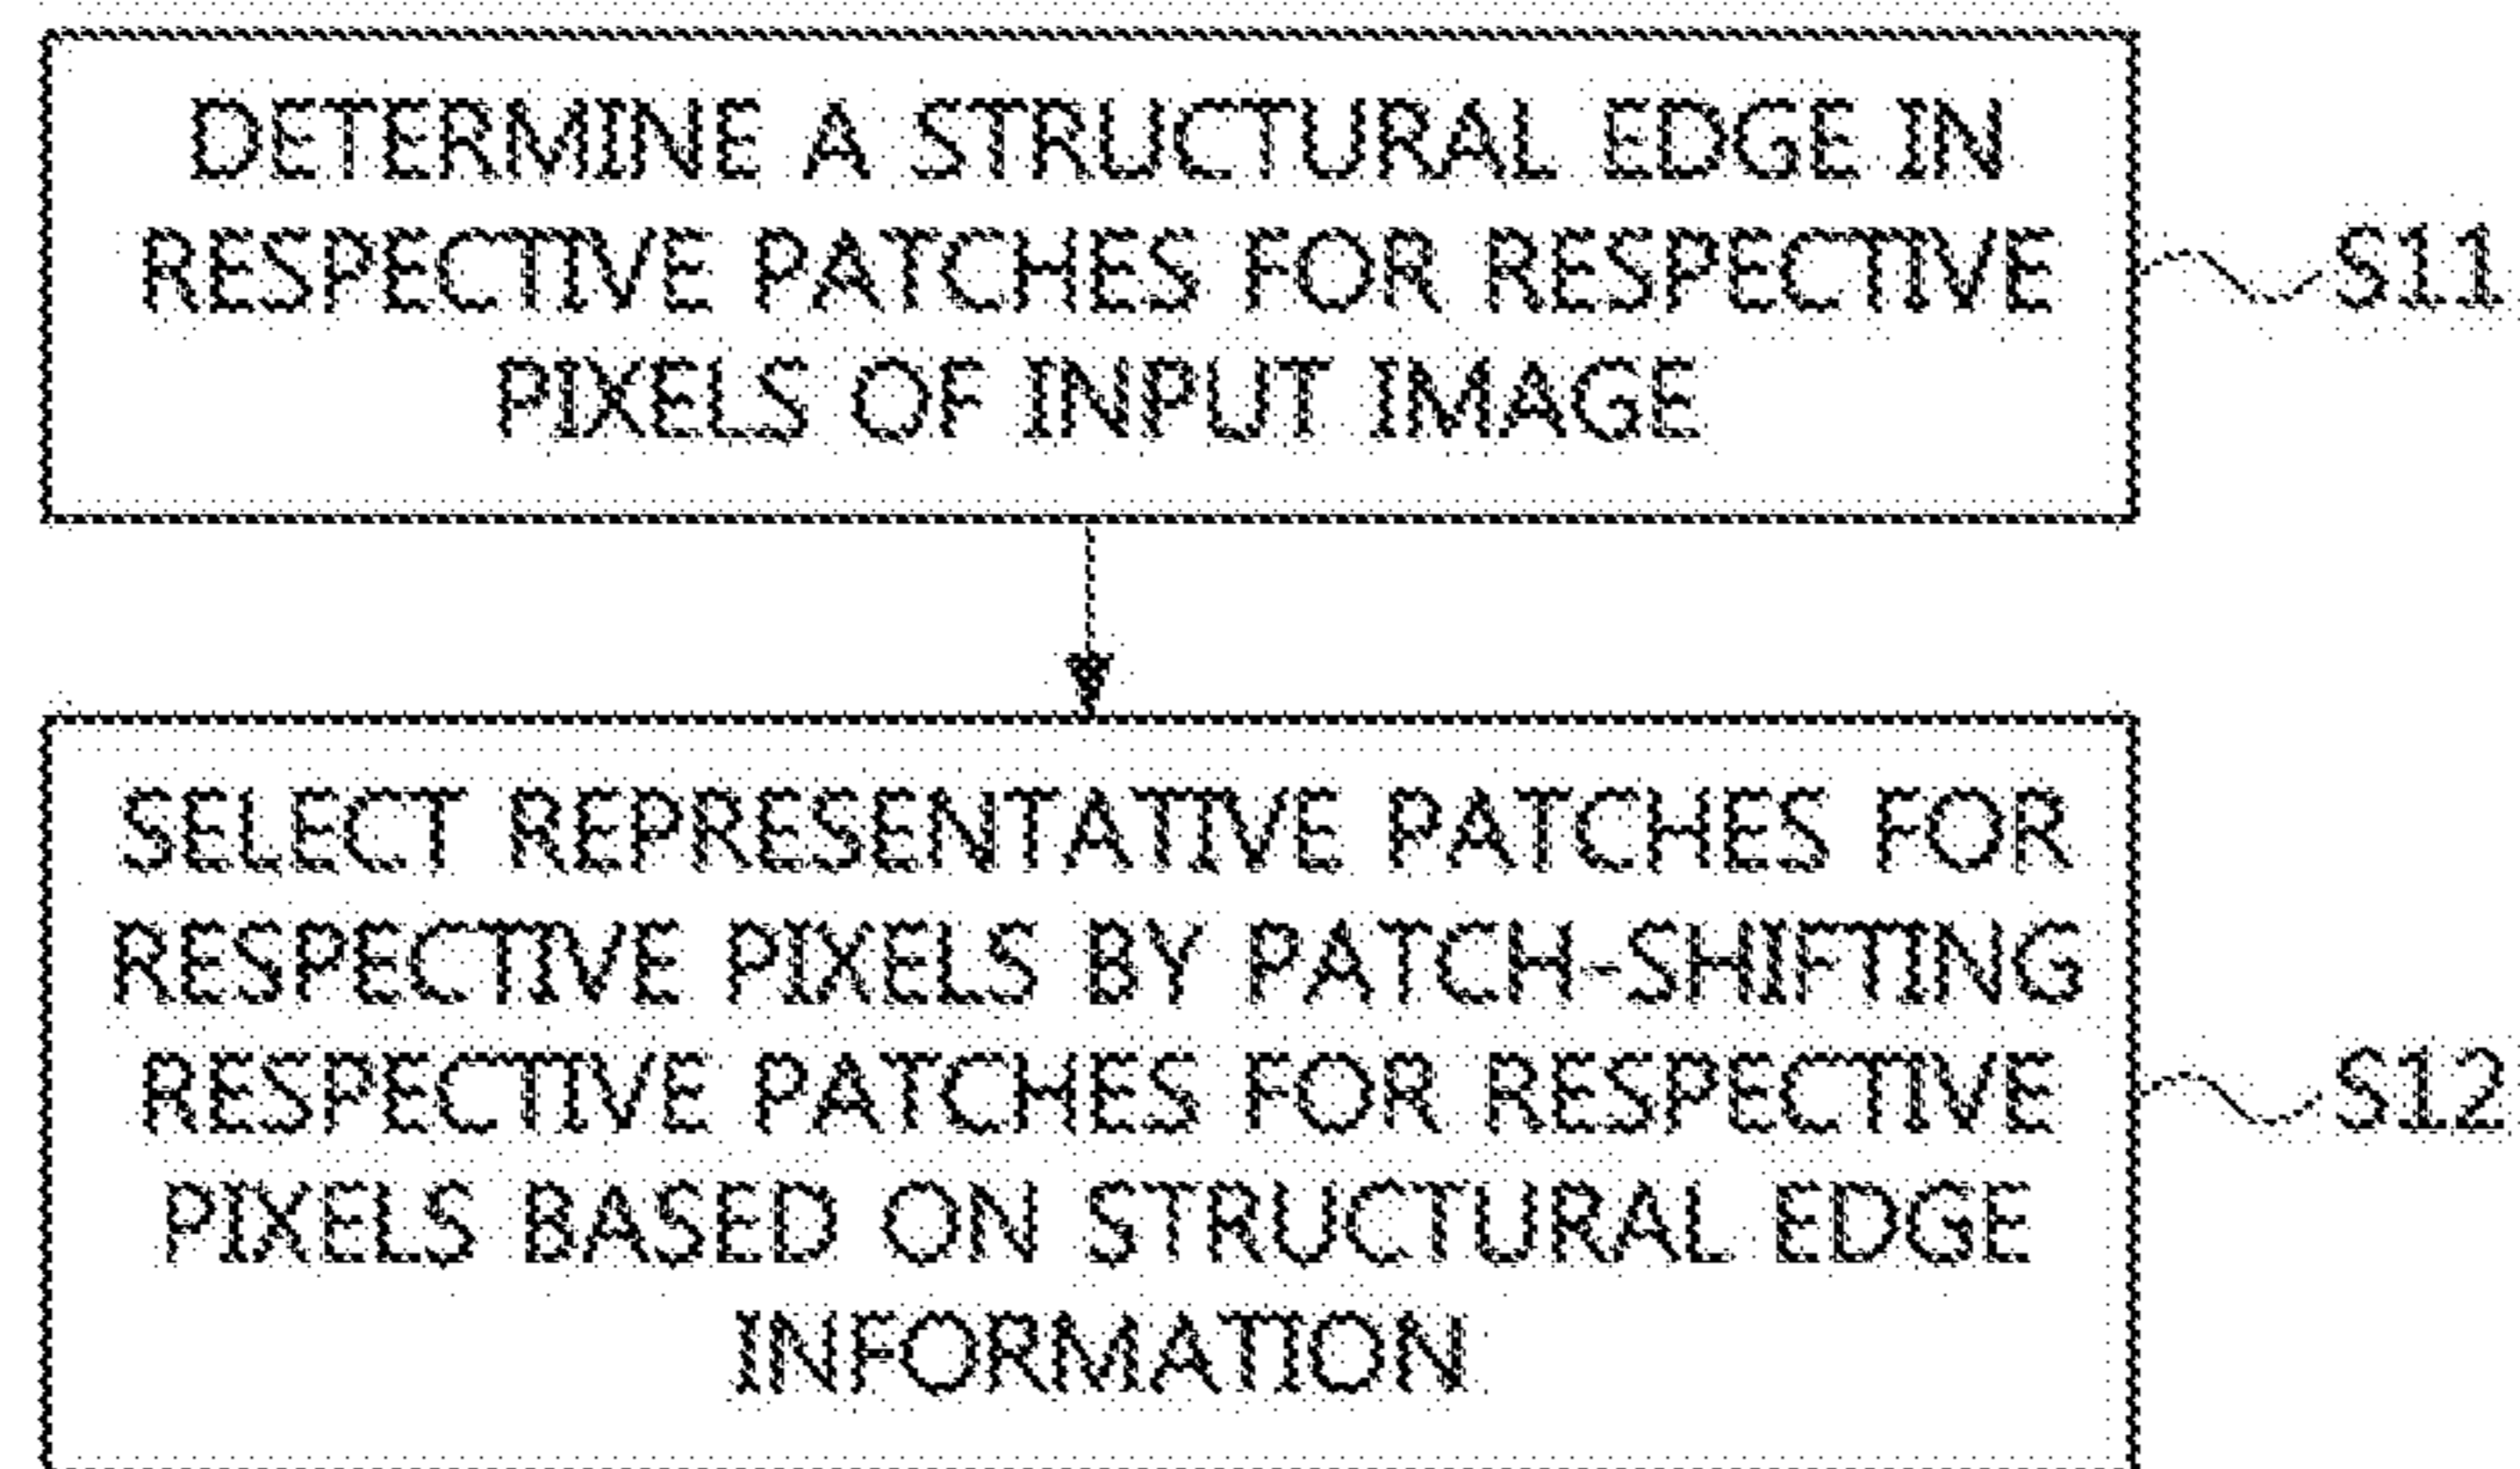 DETERMINE A STRUCTURAL EDGE IN
RESPECTIVE PATCHES FOR RESPECTIVE
PIXELS OF INPUT IMAGE
S11
SELECT REPRESENTATIVE PATCHES FOR
RESPECTIVE PIXELS BY PATCH-SHIFTING
RESPECTIVE PATCHES FOR RESPECTIVE
PIXELS BASED ON STRUCTURAL EDGE
INFORMATION
S12